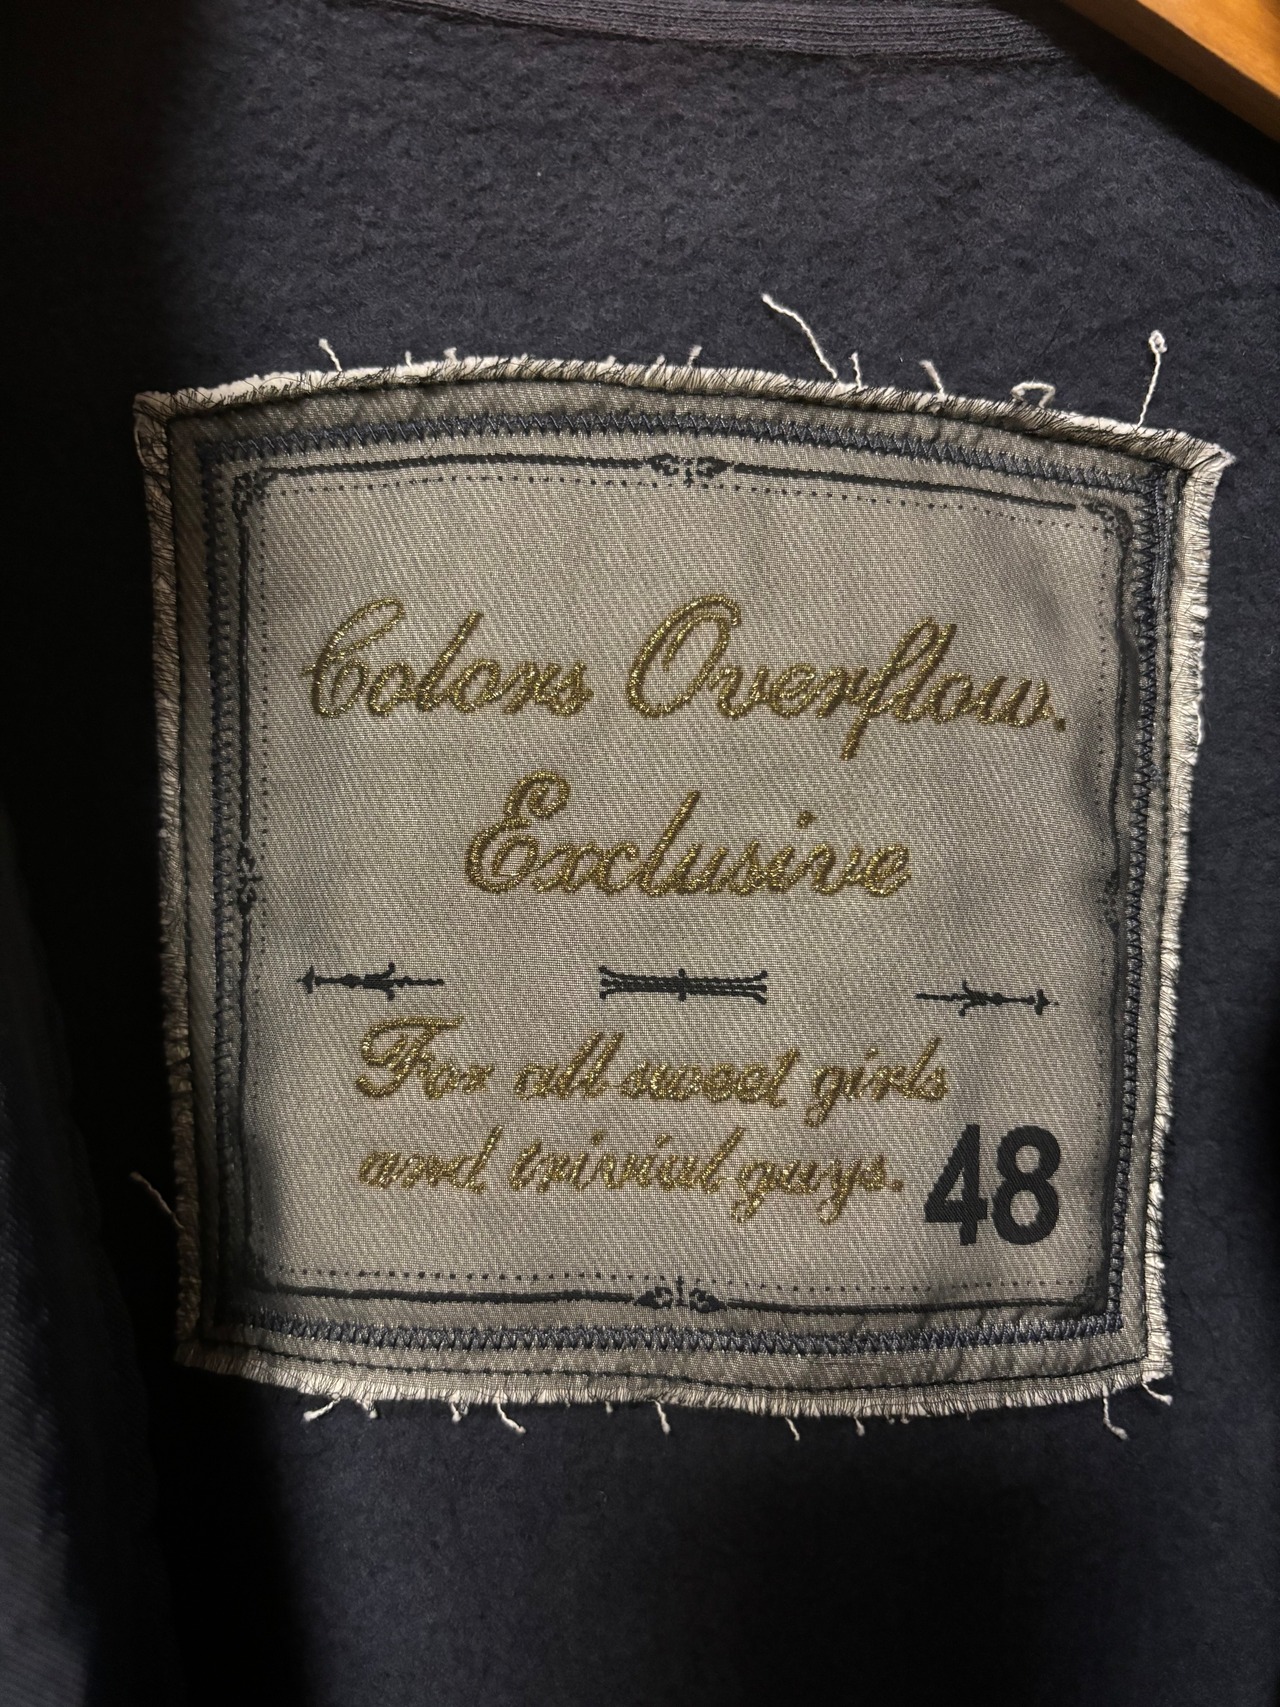 Colors Overflow.
Exclusive
For all sweet girls
and trivial guys.
48